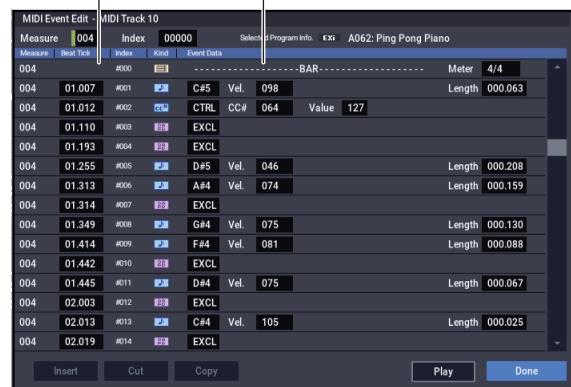 MIDI Event Edit - MIDI Track 10
Measure 004 Index 00000 Selected Program Info. EXi A062: Ping Pong Piano
Measure Beat Tick Index Kind Event Data
004 #000 ------------------BAR------------------ Meter 4/4
004 01.007 #001 C#5 Vel. 098 Length 000.063
004 01.012 #002 CTRL CC# 064 Value 127
004 01.110 #003 EXCL
004 01.193 #004 EXCL
004 01.255 #005 D#5 Vel. 046 Length 000.208
004 01.313 #006 A#4 Vel. 074 Length 000.159
004 01.314 #007 EXCL
004 01.349 #008 G#4 Vel. 075 Length 000.130
004 01.414 #009 F#4 Vel. 081 Length 000.088
004 01.442 #010 EXCL
004 01.445 #011 D#4 Vel. 075 Length 000.067
004 02.003 #012 EXCL
004 02.013 #013 C#4 Vel. 105 Length 000.025
004 02.019 #014 EXCL
Insert Cut Copy Play Done